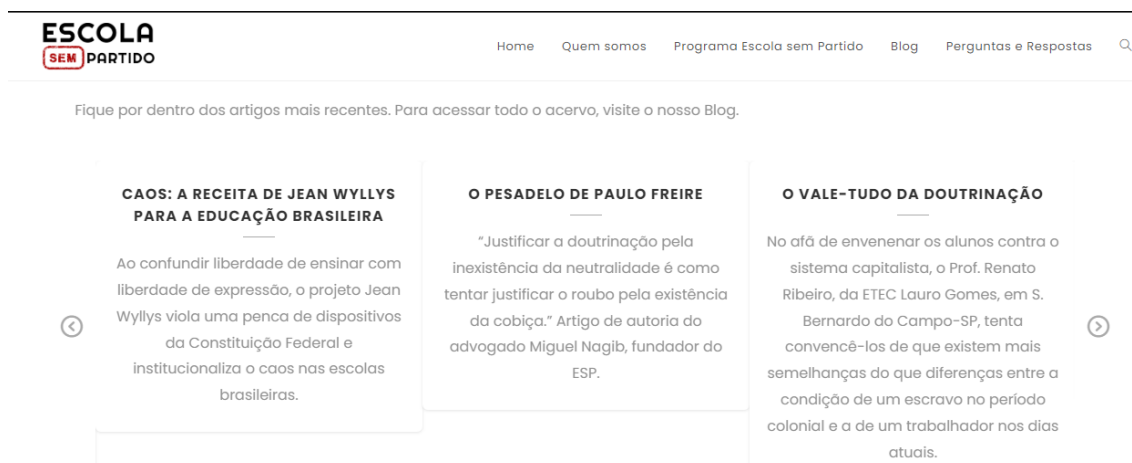 ESCOLA
SEM PARTIDO
Home Quem somos Programa Escola sem Partido Blog Perguntas e Respostas
Fique por dentro dos artigos mais recentes. Para acessar todo o acervo, visite o nosso Blog.
CAOS: A RECEITA DE JEAN WYLLYS
PARA A EDUCAÇÃO BRASILEIRA
Ao confundir liberdade de ensinar com
liberdade de expressão, o projeto Jean
Wyllys viola uma penca de dispositivos
da Constituição Federal e
institucionaliza o caos nas escolas
brasileiras.
O PESADELO DE PAULO FREIRE
“Justificar a doutrinação pela
inexistência da neutralidade é como
tentar justificar o roubo pela existência
da cobiça.” Artigo de autoria do
advogado Miguel Nagib, fundador do
ESP.
O VALE-TUDO DA DOUTRINAÇÃO
No afã de envenenar os alunos contra o
sistema capitalista, o Prof. Renato
Ribeiro, da ETEC Lauro Gomes, em S.
Bernardo do Campo-SP, tenta
convencê-los de que existem mais
semelhanças do que diferenças entre a
condição de um escravo no período
colonial e a de um trabalhador nos dias
atuais.